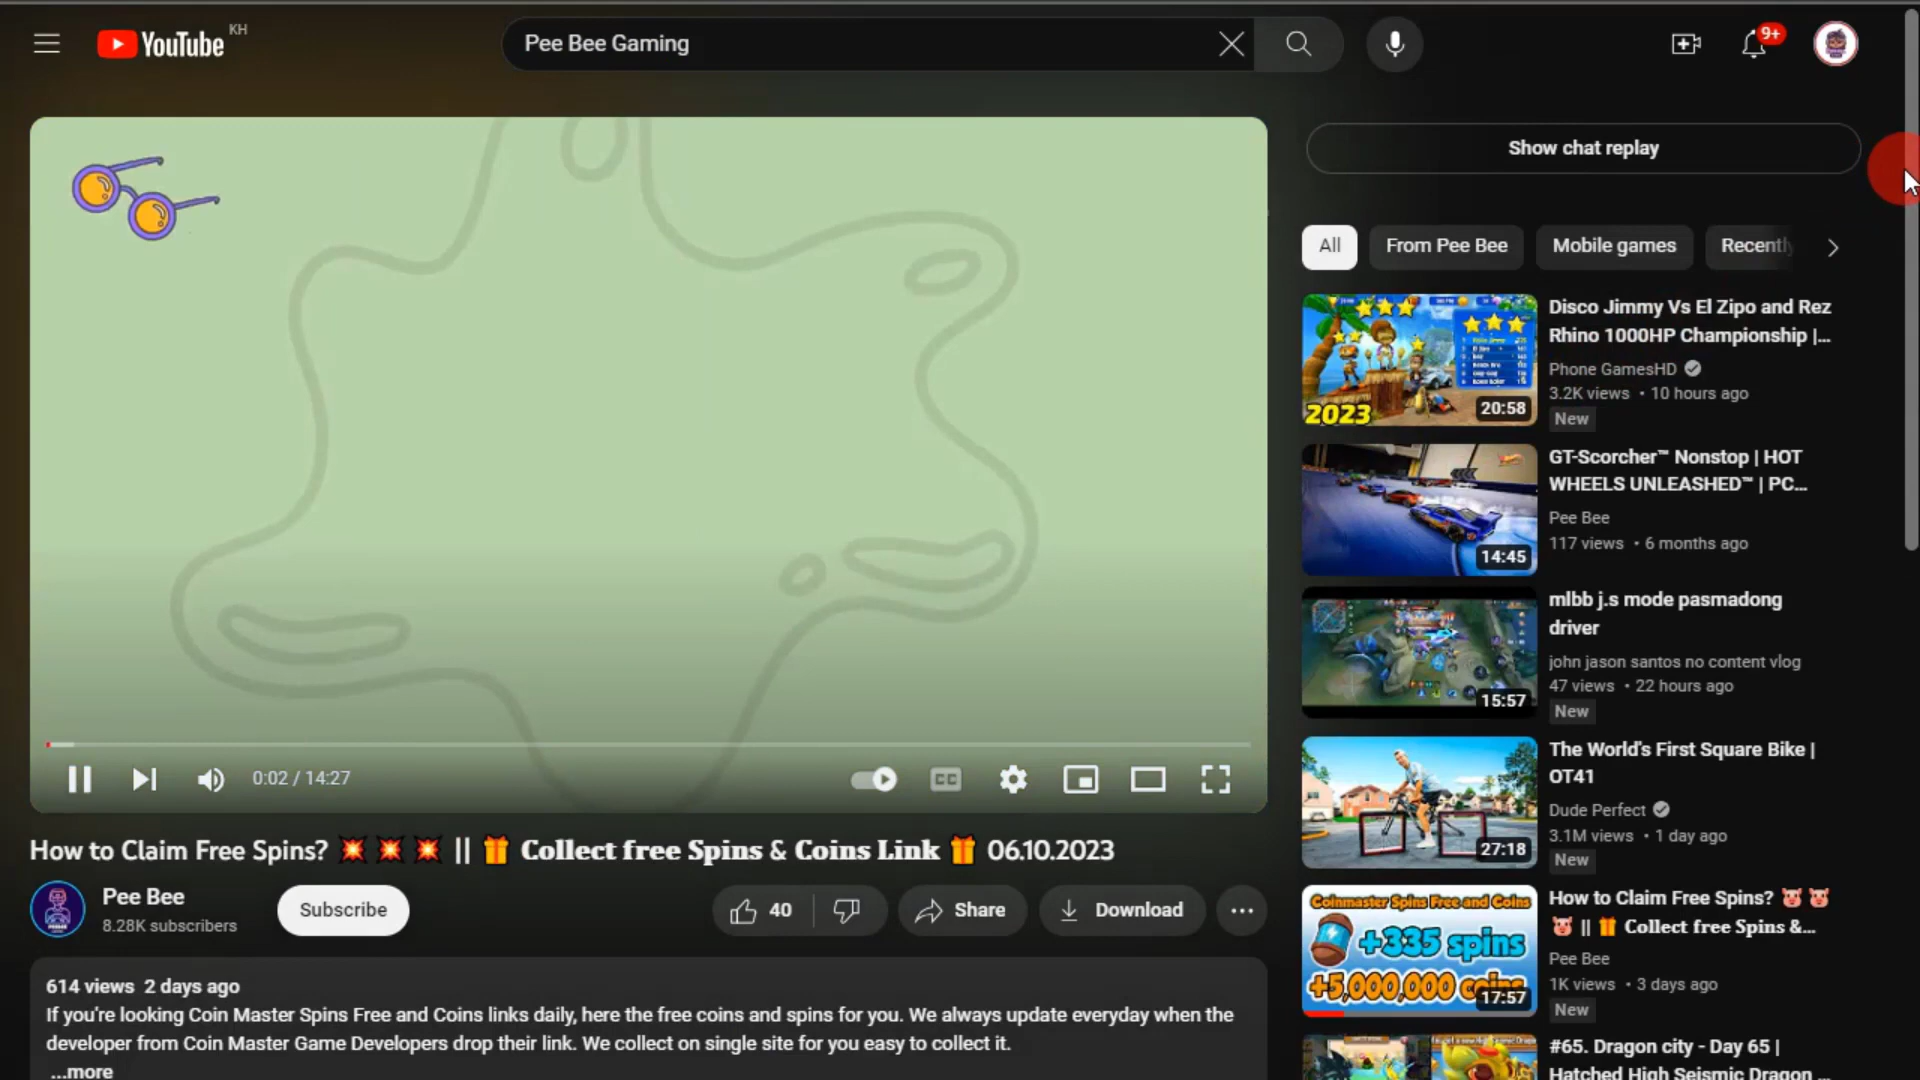 YouTube KH
Pee Bee Gaming
9+
Show chat replay
All
From Pee Bee
Mobile games
Recently
Disco Jimmy Vs El Zipo and Rez
Rhino 1000HP Championship |...
Phone GamesHD
3.2K views • 10 hours ago
New
2023
20:58
GT-Scorcher™ Nonstop | HOT
WHEELS UNLEASHED™ | PC...
Pee Bee
117 views • 6 months ago
14:45
mlbb j.s mode pasmadong
driver
john jason santos no content vlog
47 views • 22 hours ago
New
15:57
The World's First Square Bike |
OT41
Dude Perfect
3.1M views • 1 day ago
New
27:18
How to Claim Free Spins? 🐷 🐷
🐷 || 🎁 Collect free Spins &...
Pee Bee
1K views • 3 days ago
New
Coinmaster Spins Free and Coins
+335 spins
+5,000,000 coins
17:57
#65. Dragon city - Day 65 |
Hatched High Seismic Dragon ...
0:02 / 14:27
CC
How to Claim Free Spins? 💥 💥 💥 || 🎁 Collect free Spins & Coins Link 🎁 06.10.2023
Pee Bee
8.28K subscribers
Subscribe
40
Share
Download
614 views 2 days ago
If you're looking Coin Master Spins Free and Coins links daily, here the free coins and spins for you. We always update everyday when the
developer from Coin Master Game Developers drop their link. We collect on single site for you easy to collect it.
...more